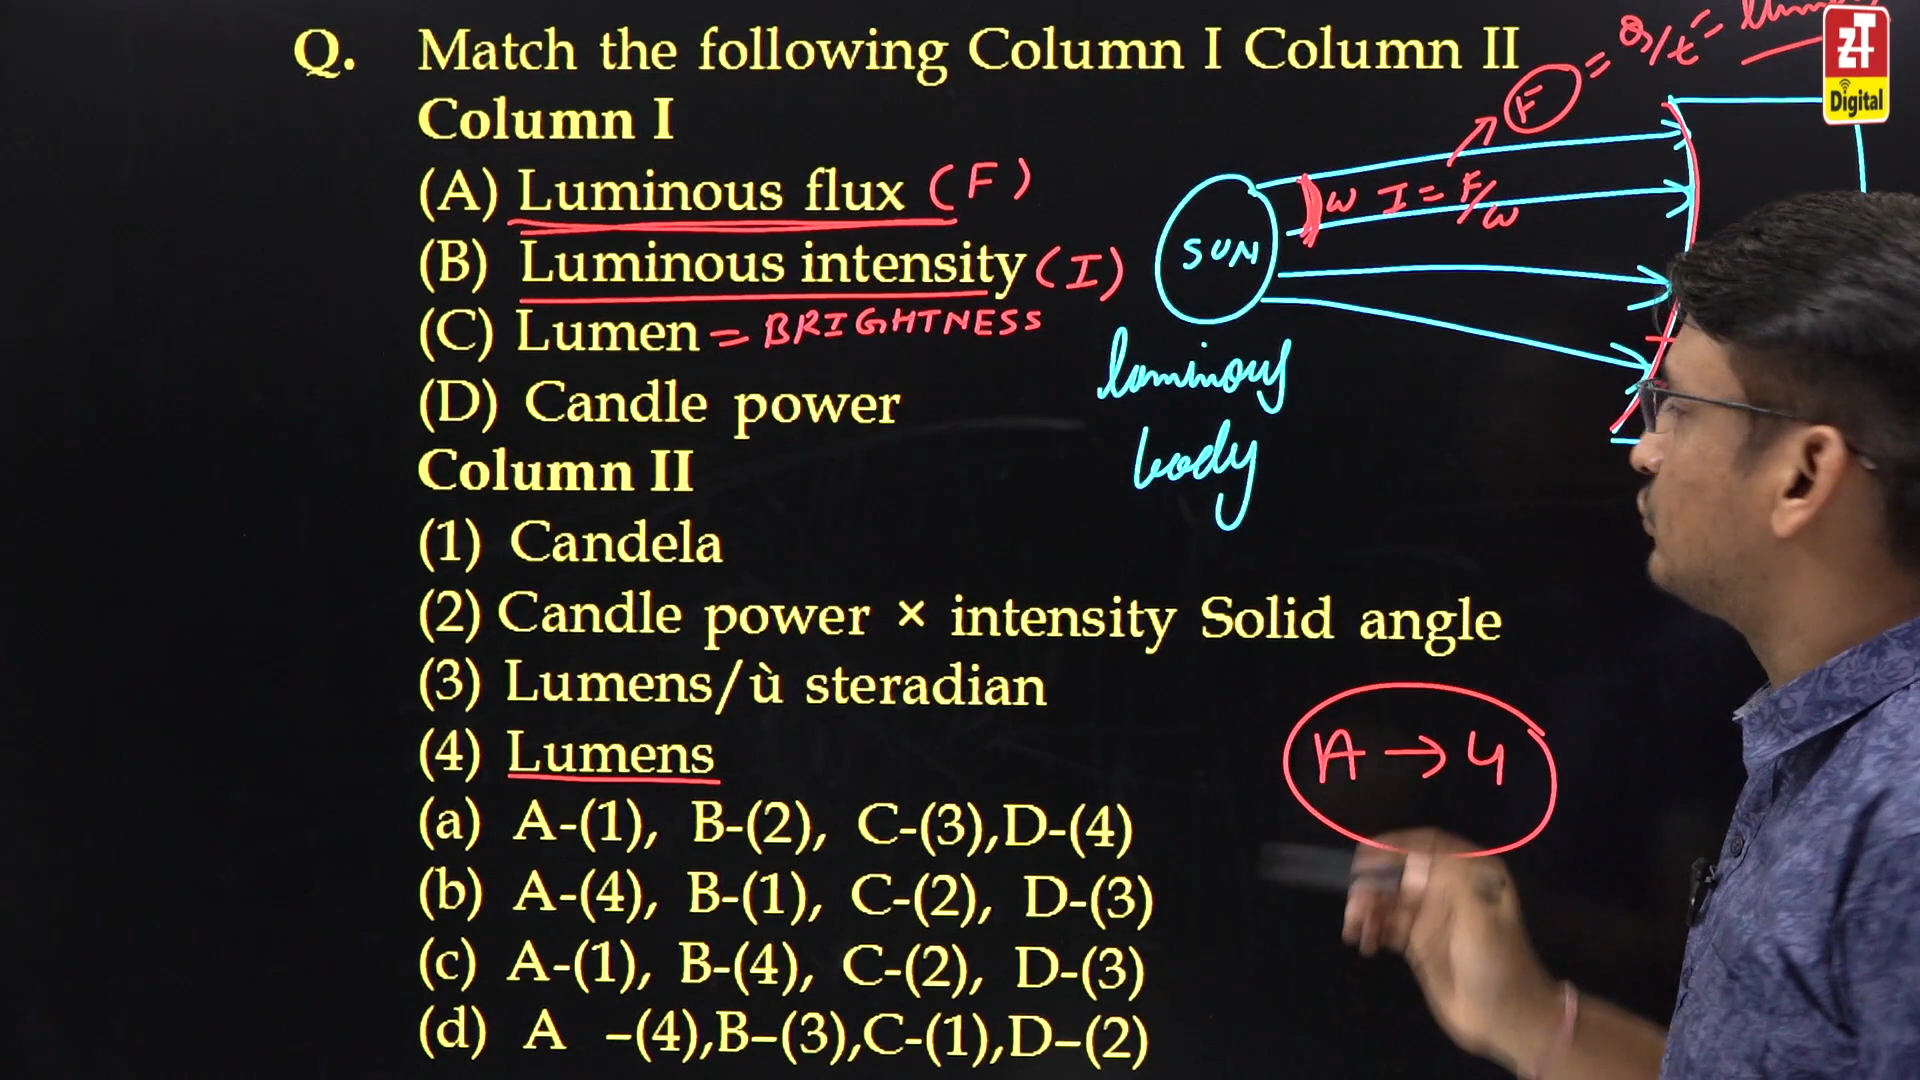 Q. Match the following Column I Column II
Column I
(A) Luminous flux (F)
(B) Luminous intensity (I)
(C) Lumen = BRIGHTNESS
(D) Candle power
Column II
(1) Candela
(2) Candle power × intensity Solid angle
(3) Lumens/ù steradian
(4) Lumens
(a) A-(1), B-(2), C-(3),D-(4)
(b) A-(4), B-(1), C-(2), D-(3)
(c) A-(1), B-(4), C-(2), D-(3)
(d) A –(4),B–(3),C-(1),D–(2)
F =
ω I = F/ω
SUN
luminous
body
A → 4
ZT
Digital